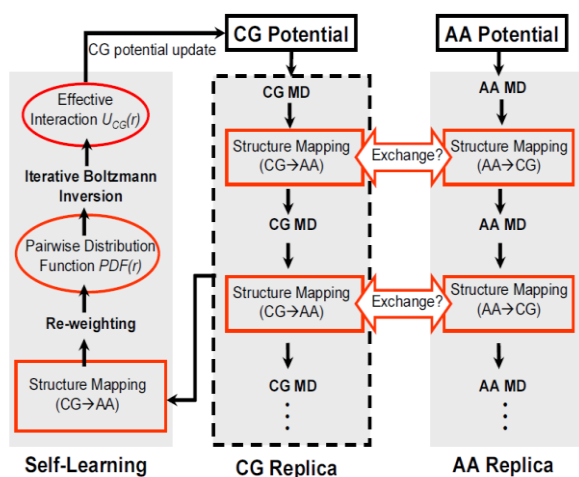 CG potential update
Effective
Interaction U_CG(r)
Iterative Boltzmann
Inversion
Pairwise Distribution
Function PDF(r)
Re-weighting
Structure Mapping
(CG→AA)
Self-Learning
CG Potential
CG MD
Structure Mapping
(CG→AA)
CG MD
Structure Mapping
(CG→AA)
CG MD
CG Replica
Exchange?
Exchange?
AA Potential
AA MD
Structure Mapping
(AA→CG)
AA MD
Structure Mapping
(AA→CG)
AA MD
AA Replica